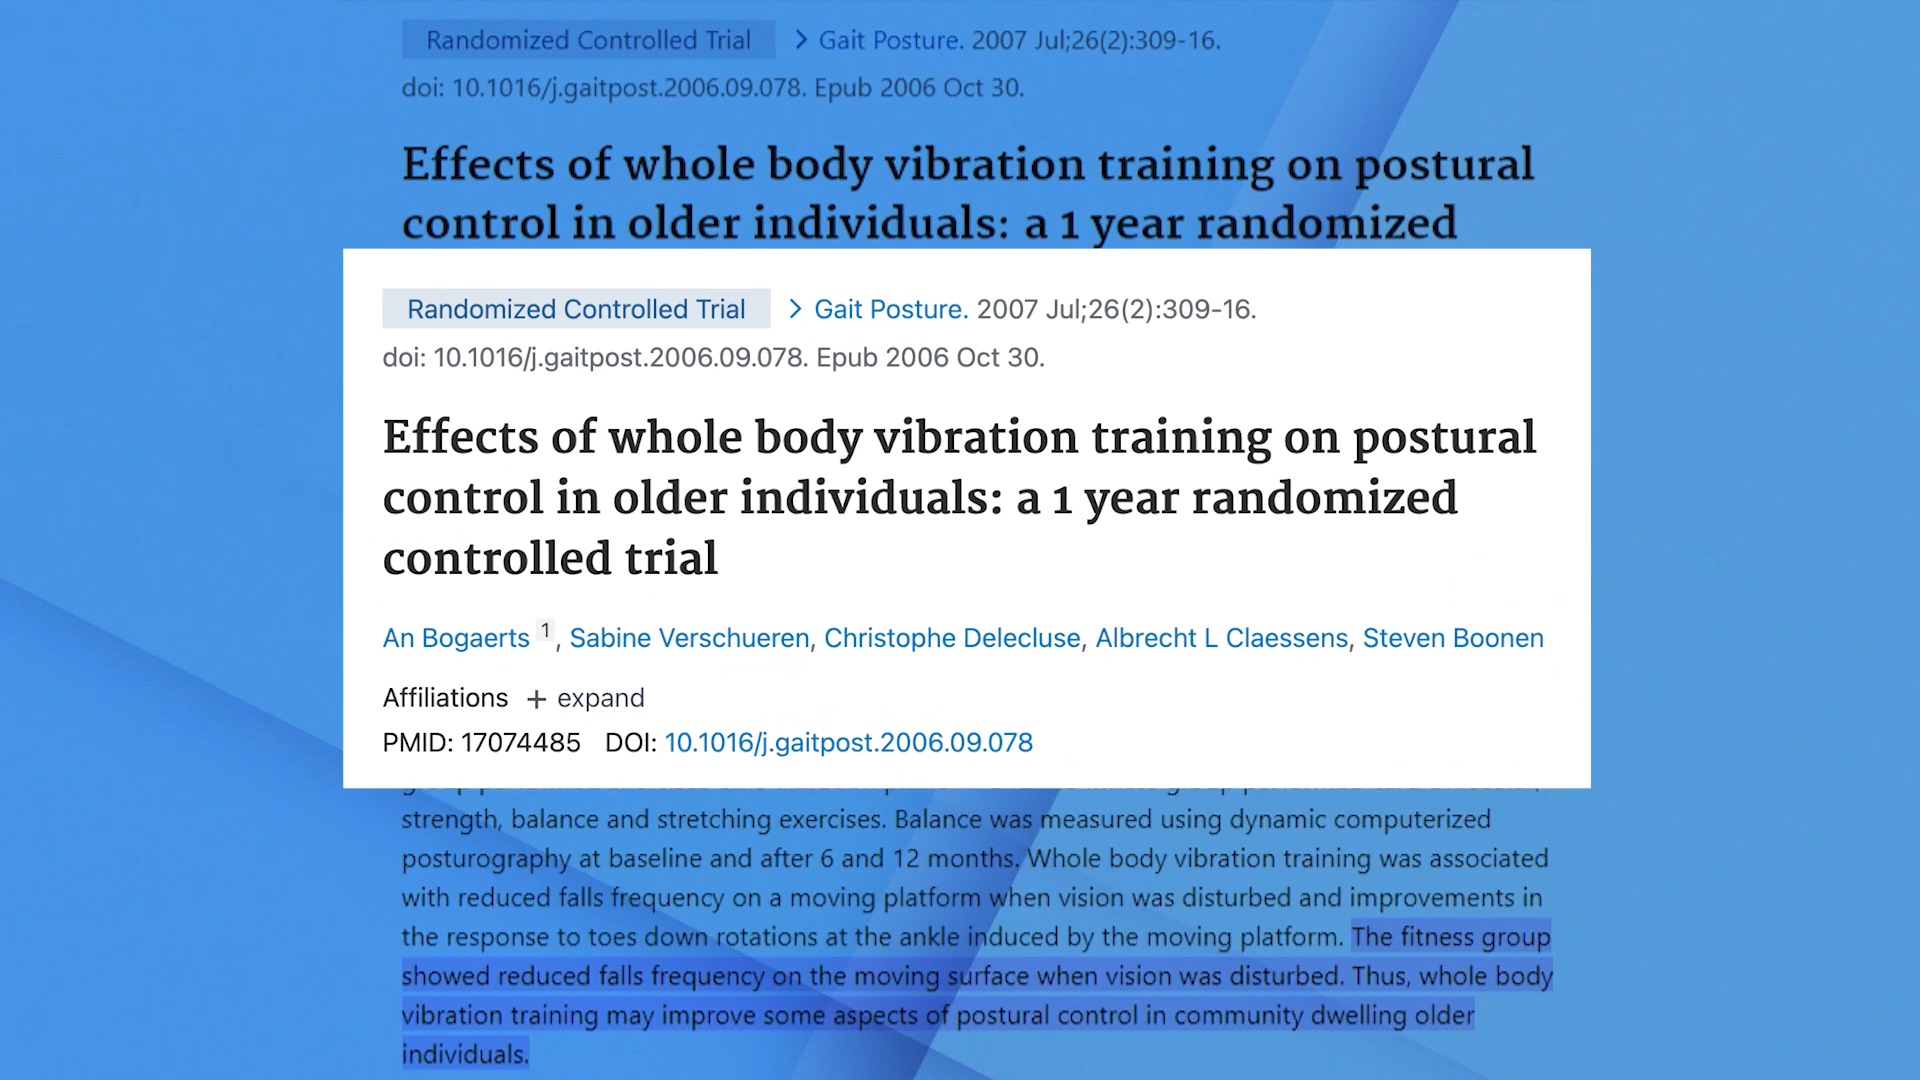 Randomized Controlled Trial > Gait Posture. 2007 Jul;26(2):309-16.
doi: 10.1016/j.gaitpost.2006.09.078. Epub 2006 Oct 30.
Effects of whole body vibration training on postural
control in older individuals: a 1 year randomized
Randomized Controlled Trial > Gait Posture. 2007 Jul;26(2):309-16.
doi: 10.1016/j.gaitpost.2006.09.078. Epub 2006 Oct 30.
Effects of whole body vibration training on postural
control in older individuals: a 1 year randomized
controlled trial
An Bogaerts 1, Sabine Verschueren, Christophe Delecluse, Albrecht L Claessens, Steven Boonen
Affiliations + expand
PMID: 17074485 DOI: 10.1016/j.gaitpost.2006.09.078
strength, balance and stretching exercises. Balance was measured using dynamic computerized
posturography at baseline and after 6 and 12 months. Whole body vibration training was associated
with reduced falls frequency on a moving platform when vision was disturbed and improvements in
the response to toes down rotations at the ankle induced by the moving platform. The fitness group
showed reduced falls frequency on the moving surface when vision was disturbed. Thus, whole body
vibration training may improve some aspects of postural control in community dwelling older
individuals.